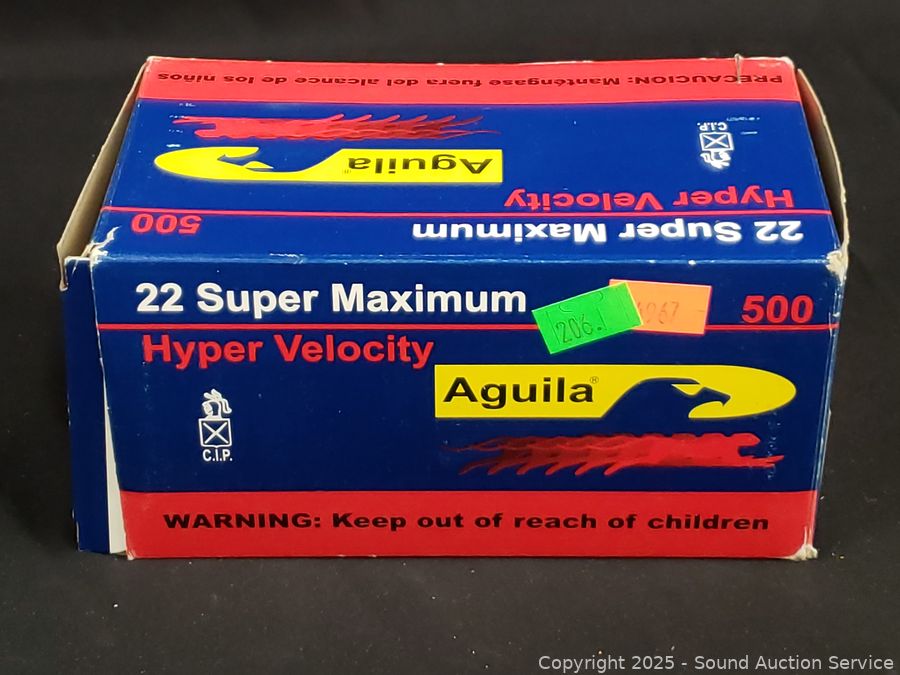 PRECAUCION: Manténgase fuera del alcance de los niños
C.I.P.
Aguila®
Hyper Velocity
500
22 Super Maximum
22 Super Maximum
206.
500
Hyper Velocity
Aguila®
C.I.P.
WARNING: Keep out of reach of children
Copyright 2025 - Sound Auction Service